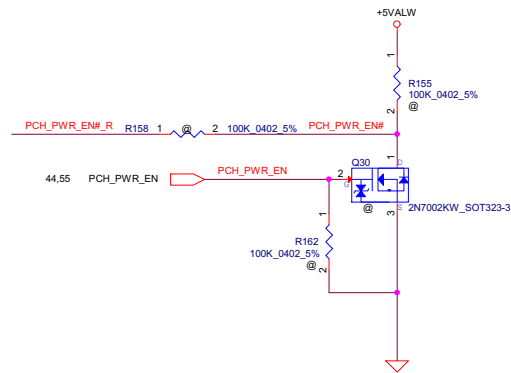 +5VALW
1
R155
100K_0402_5%
2
@
PCH_PWR_EN#_R
R158 1 @ 2 100K_0402_5%
PCH_PWR_EN#
1
D
Q30
44,55 PCH_PWR_EN
PCH_PWR_EN
2
G
@
S
3
2N7002KW_SOT323-3
1
R162
100K_0402_5%
2
@